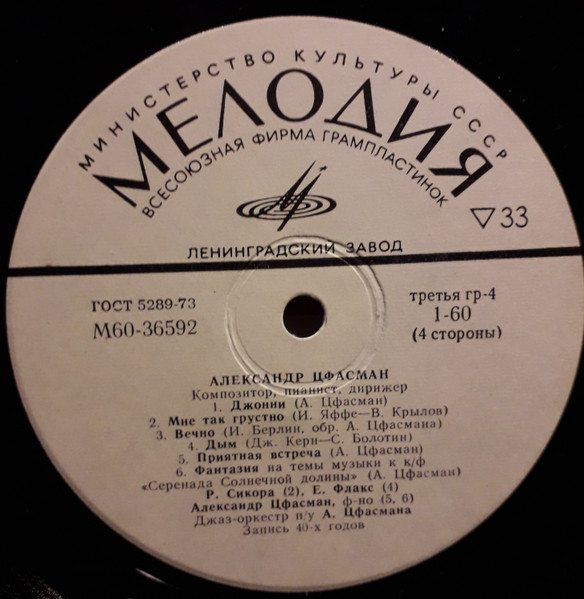 МИНИСТЕРСТВО КУЛЬТУРЫ СССР
МЕЛОДИЯ
ВСЕСОЮЗНАЯ ФИРМА ГРАМПЛАСТИНОК
▽33
ЛЕНИНГРАДСКИЙ ЗАВОД
ГОСТ 5289-73
М60-36592
третья гр-4
1-60
(4 стороны)
АЛЕКСАНДР ЦФАСМАН
Композитор, пианист, дирижер
1. Джонни (А. Цфасман)
2. Мне так грустно (И. Яффе—В. Крылов)
3. Вечно (И. Берлин, обр. А. Цфасмана)
4. Дым (Дж. Керн—С. Болотин)
5. Приятная встреча (А. Цфасман)
6. Фантазия на темы музыки к к/ф
«Серенада Солнечной долины» (А. Цфасман)
Р. Сикора (2), Е. Флакс (4)
Александр Цфасман, ф-но (5, 6)
Джаз-оркестр п/у А. Цфасмана
Запись 40-х годов